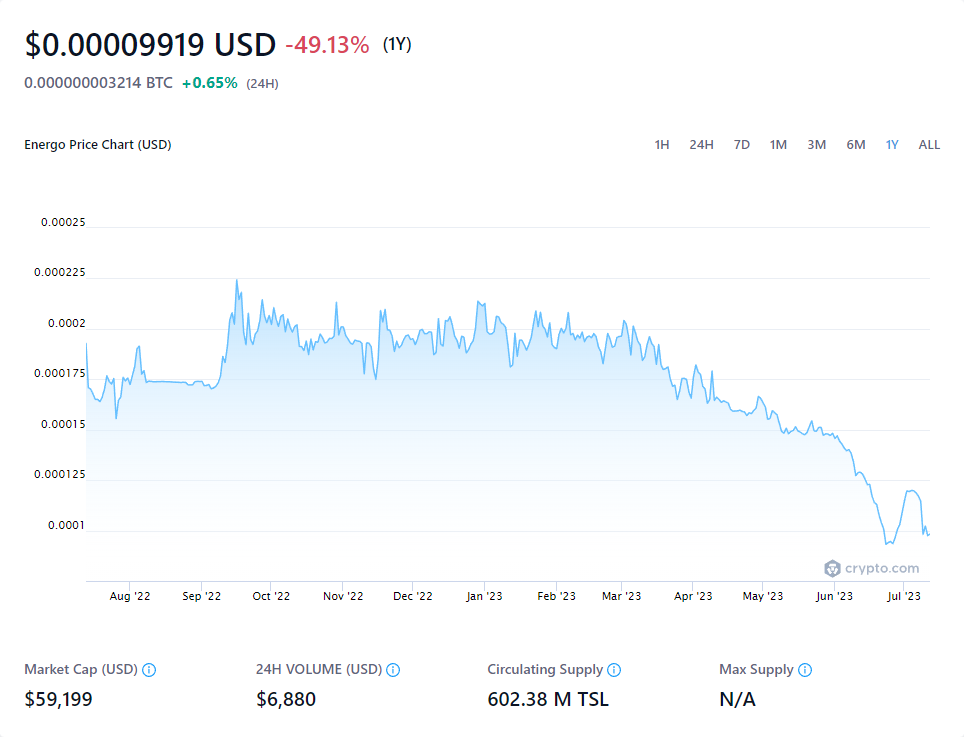 $0.00009919 USD -49.13% (1Y)
0.000000003214 BTC +0.65% (24H)
Energo Price Chart (USD) 1H 24H 7D 1M 3M 6M 1Y ALL
0.00025
0.000225
0.0002
0.000175
0.00015
0.000125
0.0001
crypto.com
Aug '22 Sep '22 Oct '22 Nov '22 Dec '22 Jan '23 Feb '23 Mar '23 Apr '23 May '23 Jun '23 Jul '23
Market Cap (USD) 24H VOLUME (USD) Circulating Supply Max Supply
$59,199 $6,880 602.38 M TSL N/A